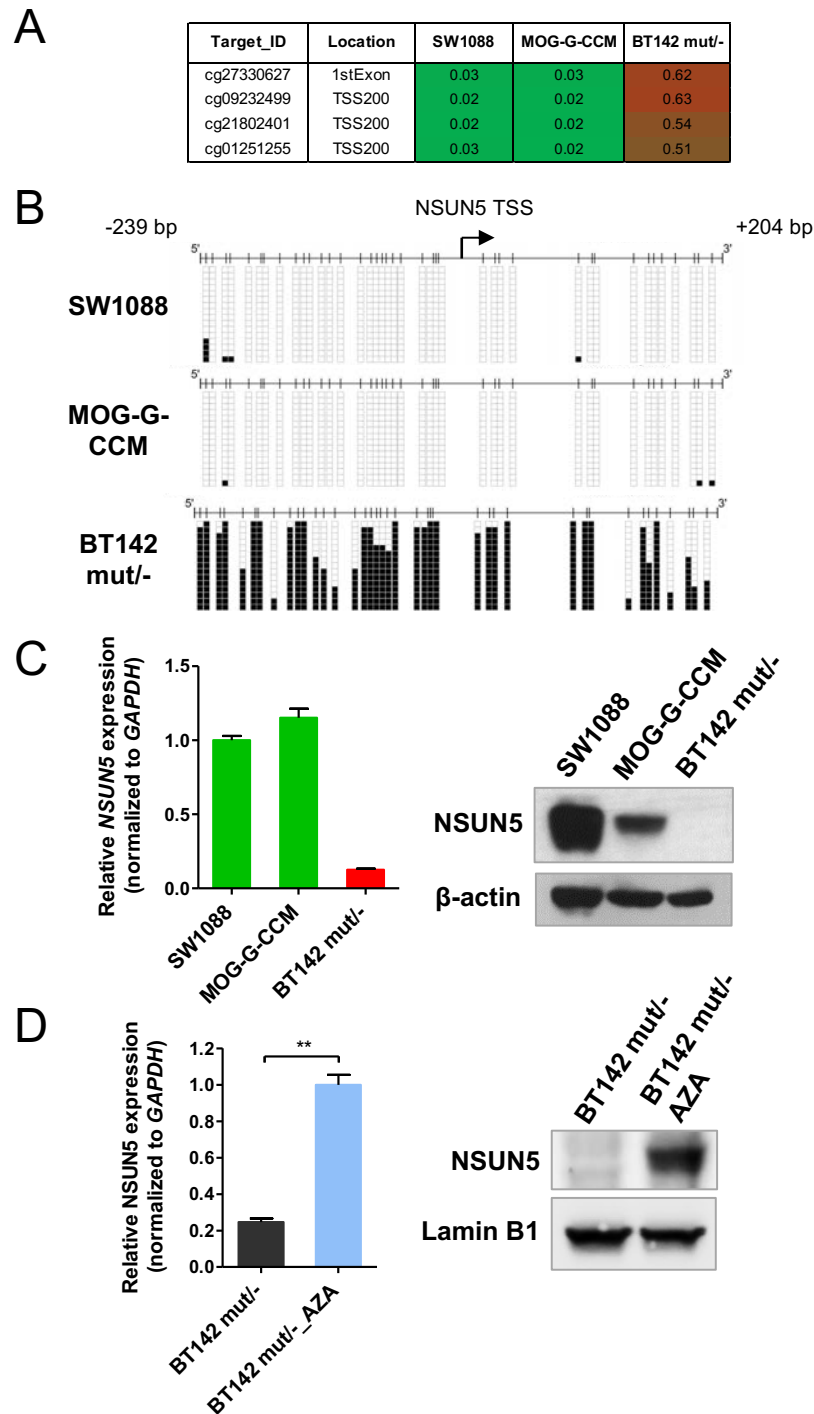 A
Target_ID Location SW1088 MOG-G-CCM BT142 mut/-
cg27330627 1stExon 0.03 0.03 0.62
cg09232499 TSS200 0.02 0.02 0.63
cg21802401 TSS200 0.02 0.02 0.54
cg01251255 TSS200 0.03 0.02 0.51
B
NSUN5 TSS
-239 bp
+204 bp
5' 3'
SW1088
5' 3'
MOG-G-
CCM
5' 3'
BT142
mut/-
C
Relative NSUN5 expression
(normalized to GAPDH)
1.5
1.0
0.5
0.0
SW1088
MOG-G-CCM
BT142 mut/-
SW1088
MOG-G-CCM
BT142 mut/-
NSUN5
β-actin
D
Relative NSUN5 expression
(normalized to GAPDH)
1.2
1.0
0.8
0.6
0.4
0.2
0.0
**
BT142 mut/-
BT142 mut/-_AZA
BT142 mut/-
BT142 mut/-
AZA
NSUN5
Lamin B1